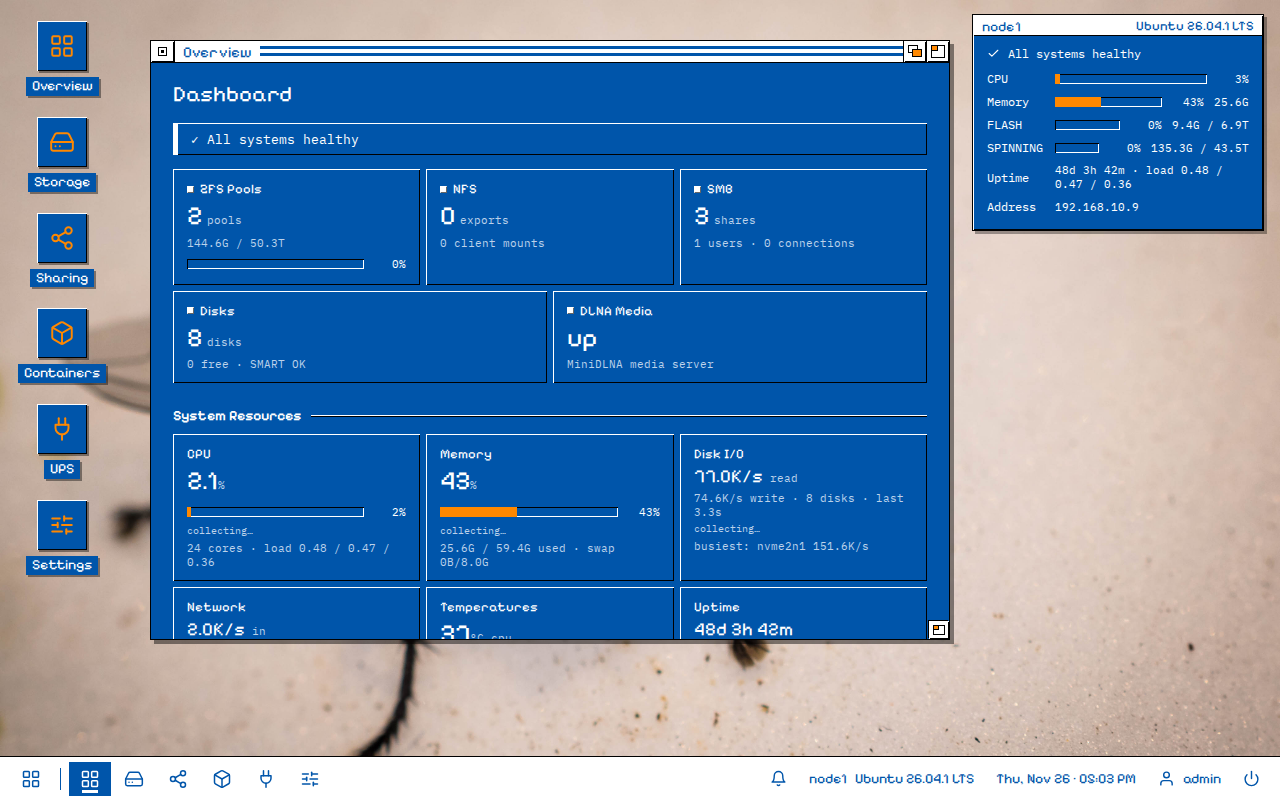 Overview
Storage
Sharing
Containers
UPS
Settings
Overview
Dashboard
✓ All systems healthy
ZFS Pools
2 pools
144.6G / 50.3T
0%
NFS
0 exports
0 client mounts
SMB
3 shares
1 users · 0 connections
Disks
8 disks
0 free · SMART OK
DLNA Media
up
MiniDLNA media server
System Resources
CPU
2.1%
2%
collecting…
24 cores · load 0.48 / 0.47 /
0.36
Memory
43%
43%
collecting…
25.6G / 59.4G used · swap
0B/8.0G
Disk I/O
77.0K/s read
74.6K/s write · 8 disks · last
3.3s
collecting…
busiest: nvme2n1 151.6K/s
Network
2.0K/s in
Temperatures
37°C cpu
Uptime
48d 3h 42m
node1 Ubuntu 26.04.1 LTS
✓ All systems healthy
CPU 3%
Memory 43% 25.6G
FLASH 0% 9.4G / 6.9T
SPINNING 0% 135.3G / 43.5T
Uptime 48d 3h 42m · load 0.48 /
0.47 / 0.36
Address 192.168.10.9
node1 Ubuntu 26.04.1 LTS Thu, Nov 26 · 05:03 PM admin